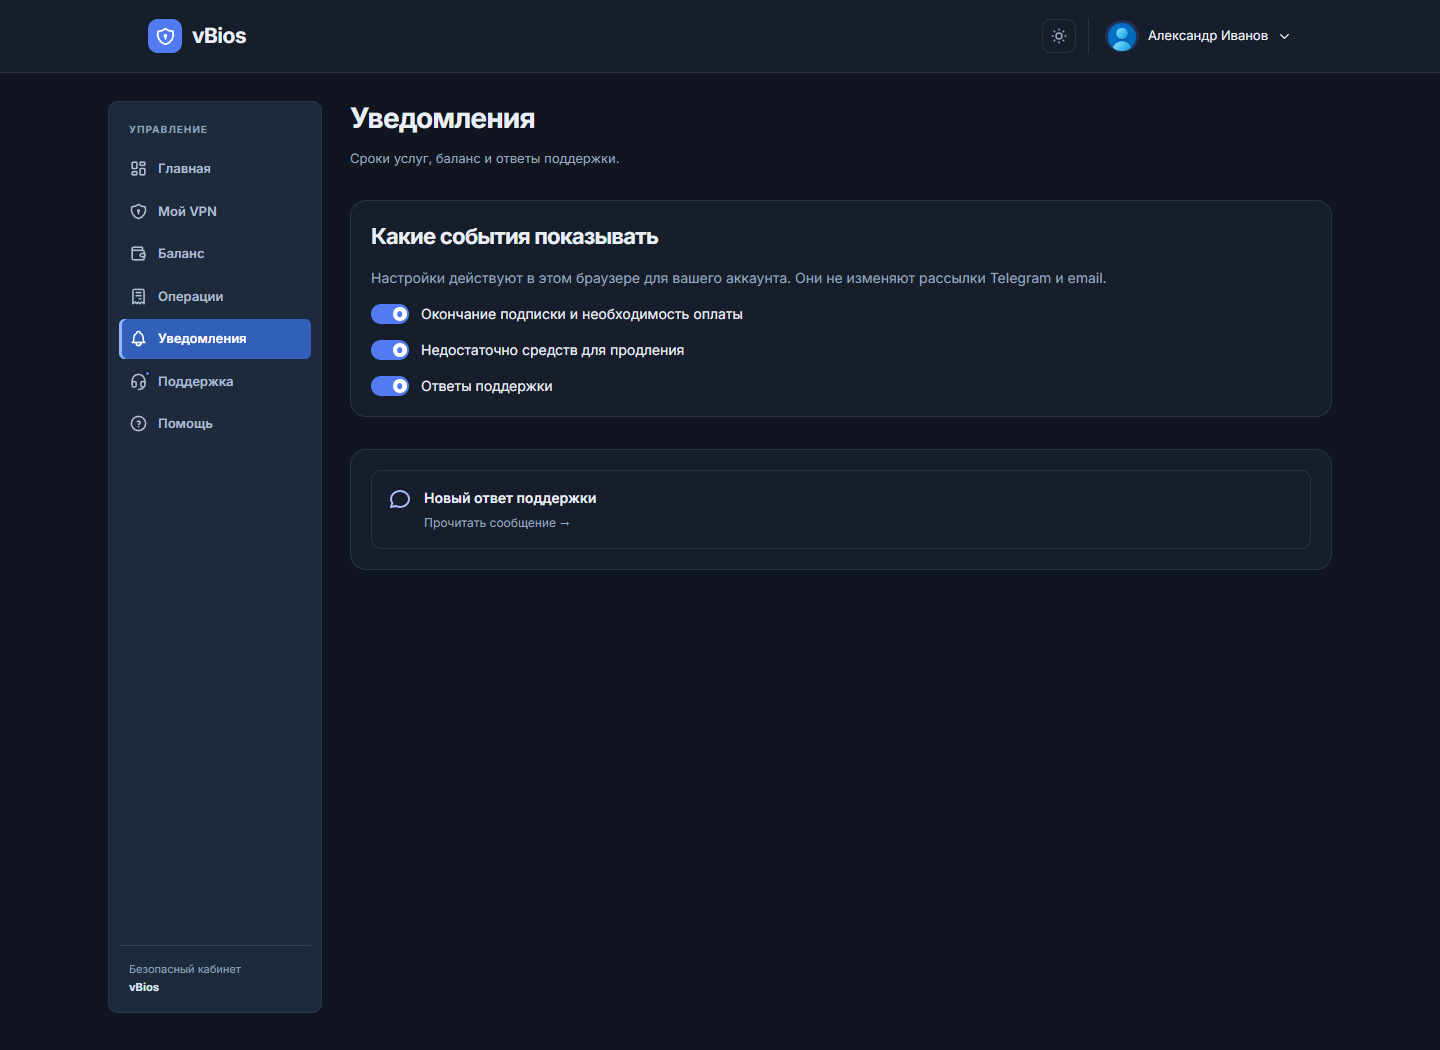 vBios
Александр Иванов
УПРАВЛЕНИЕ
Главная
Мой VPN
Баланс
Операции
Уведомления
Поддержка
Помощь
Безопасный кабинет
vBios
Уведомления
Сроки услуг, баланс и ответы поддержки.
Какие события показывать
Настройки действуют в этом браузере для вашего аккаунта. Они не изменяют рассылки Telegram и email.
Окончание подписки и необходимость оплаты
Недостаточно средств для продления
Ответы поддержки
Новый ответ поддержки
Прочитать сообщение →